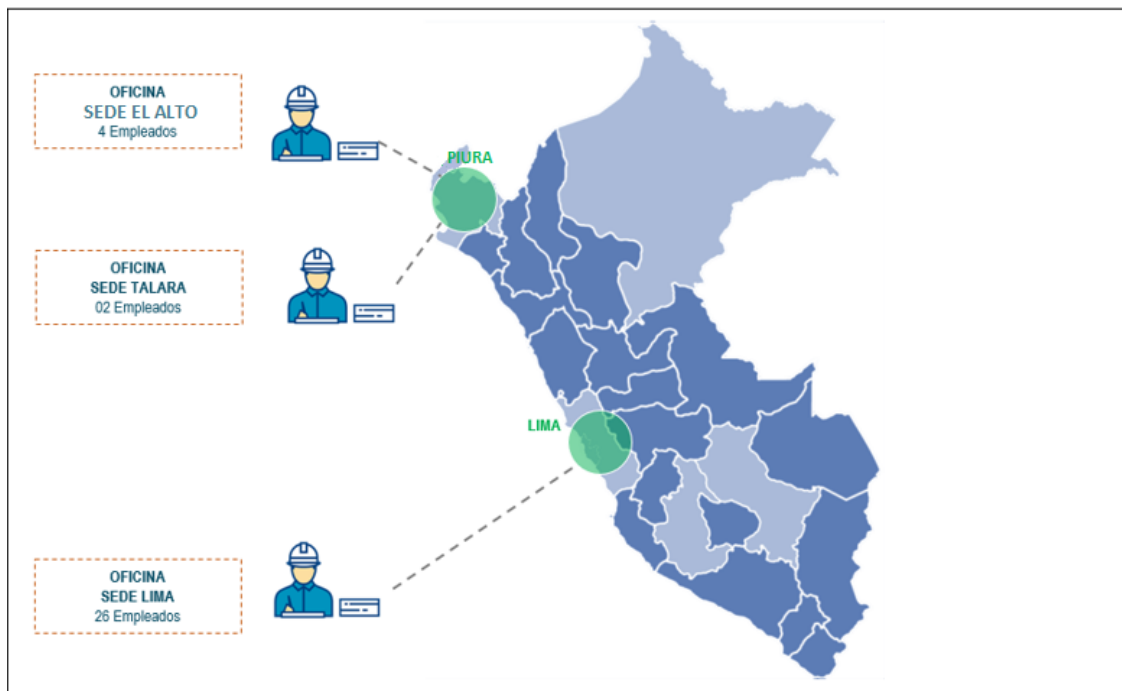 OFICINA
SEDE EL ALTO
4 Empleados
PIURA
OFICINA
SEDE TALARA
02 Empleados
LIMA
OFICINA
SEDE LIMA
26 Empleados